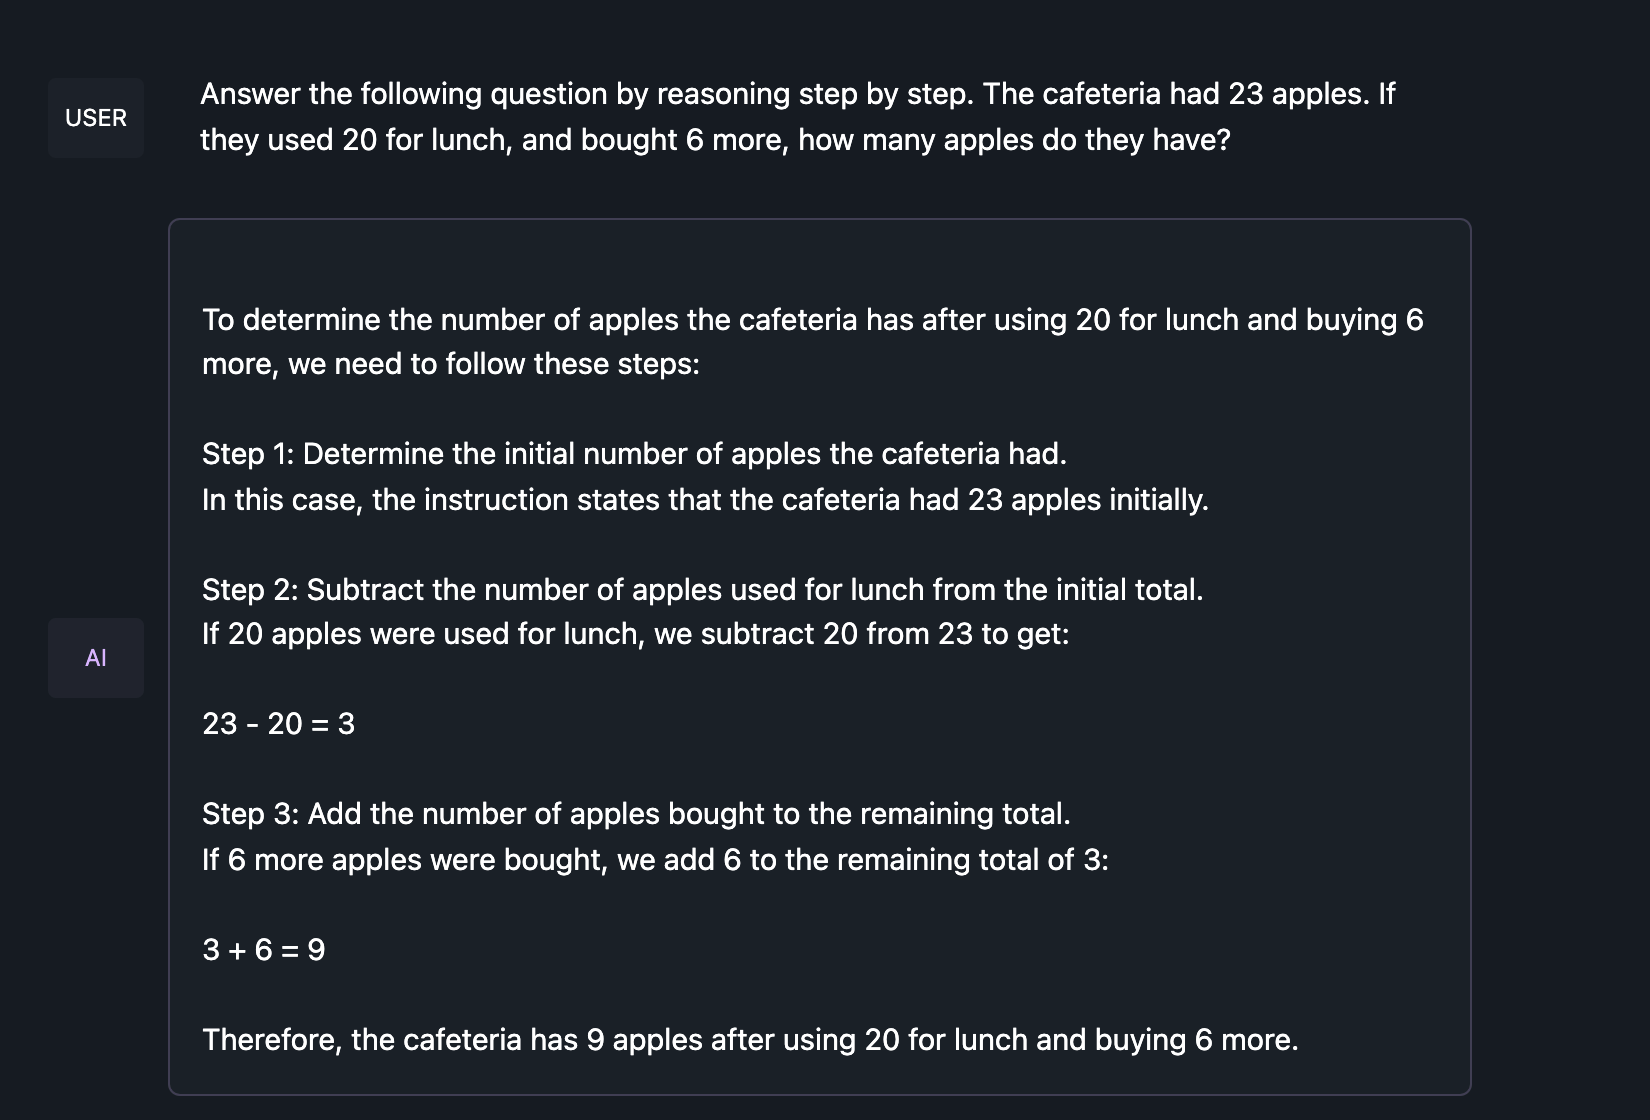 USER
Answer the following question by reasoning step by step. The cafeteria had 23 apples. If
they used 20 for lunch, and bought 6 more, how many apples do they have?
AI
To determine the number of apples the cafeteria has after using 20 for lunch and buying 6
more, we need to follow these steps:
Step 1: Determine the initial number of apples the cafeteria had.
In this case, the instruction states that the cafeteria had 23 apples initially.
Step 2: Subtract the number of apples used for lunch from the initial total.
If 20 apples were used for lunch, we subtract 20 from 23 to get:
23 - 20 = 3
Step 3: Add the number of apples bought to the remaining total.
If 6 more apples were bought, we add 6 to the remaining total of 3:
3 + 6 = 9
Therefore, the cafeteria has 9 apples after using 20 for lunch and buying 6 more.